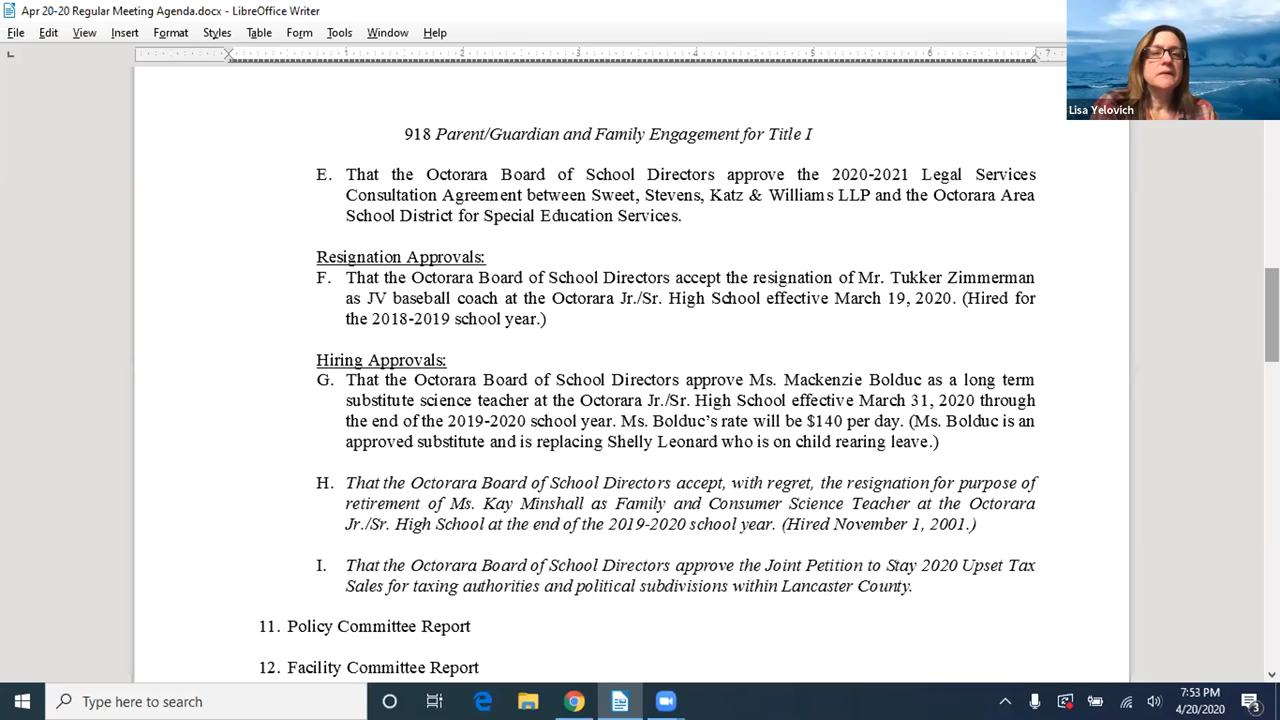 Apr 20-20 Regular Meeting Agenda.docx - LibreOffice Writer
File Edit View Insert Format Styles Table Form Tools Window Help
1 2 3 4 5 6 7
Lisa Yelovich
918 Parent/Guardian and Family Engagement for Title I
E. That the Octorara Board of School Directors approve the 2020-2021 Legal Services
Consultation Agreement between Sweet, Stevens, Katz & Williams LLP and the Octorara Area
School District for Special Education Services.
Resignation Approvals:
F. That the Octorara Board of School Directors accept the resignation of Mr. Tukker Zimmerman
as JV baseball coach at the Octorara Jr./Sr. High School effective March 19, 2020. (Hired for
the 2018-2019 school year.)
Hiring Approvals:
G. That the Octorara Board of School Directors approve Ms. Mackenzie Bolduc as a long term
substitute science teacher at the Octorara Jr./Sr. High School effective March 31, 2020 through
the end of the 2019-2020 school year. Ms. Bolduc's rate will be $140 per day. (Ms. Bolduc is an
approved substitute and is replacing Shelly Leonard who is on child rearing leave.)
H. That the Octorara Board of School Directors accept, with regret, the resignation for purpose of
retirement of Ms. Kay Minshall as Family and Consumer Science Teacher at the Octorara
Jr./Sr. High School at the end of the 2019-2020 school year. (Hired November 1, 2001.)
I. That the Octorara Board of School Directors approve the Joint Petition to Stay 2020 Upset Tax
Sales for taxing authorities and political subdivisions within Lancaster County.
11. Policy Committee Report
12. Facility Committee Report
Type here to search
7:53 PM
4/20/2020
3